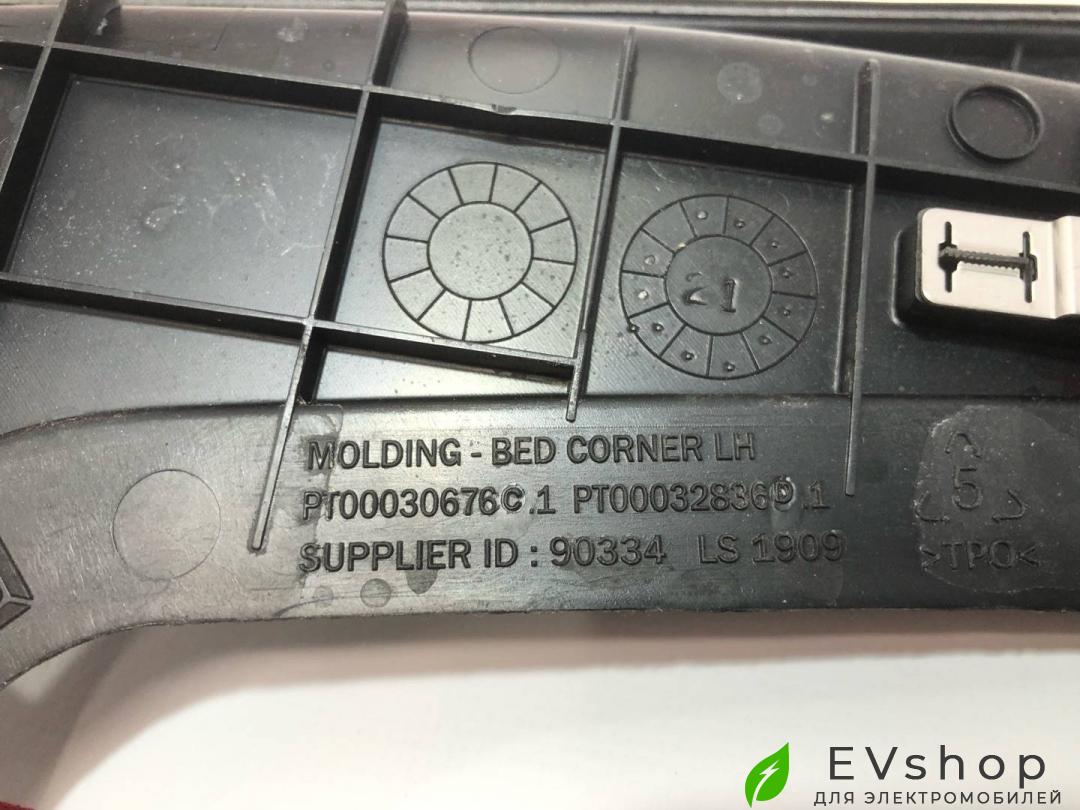 21
MOLDING - BED CORNER LH
PT00030676C.1 PT00032836D.1
SUPPLIER ID : 90334 LS 1909
5
>TPO<
EVshop
ДЛЯ ЭЛЕКТРОМОБИЛЕЙ